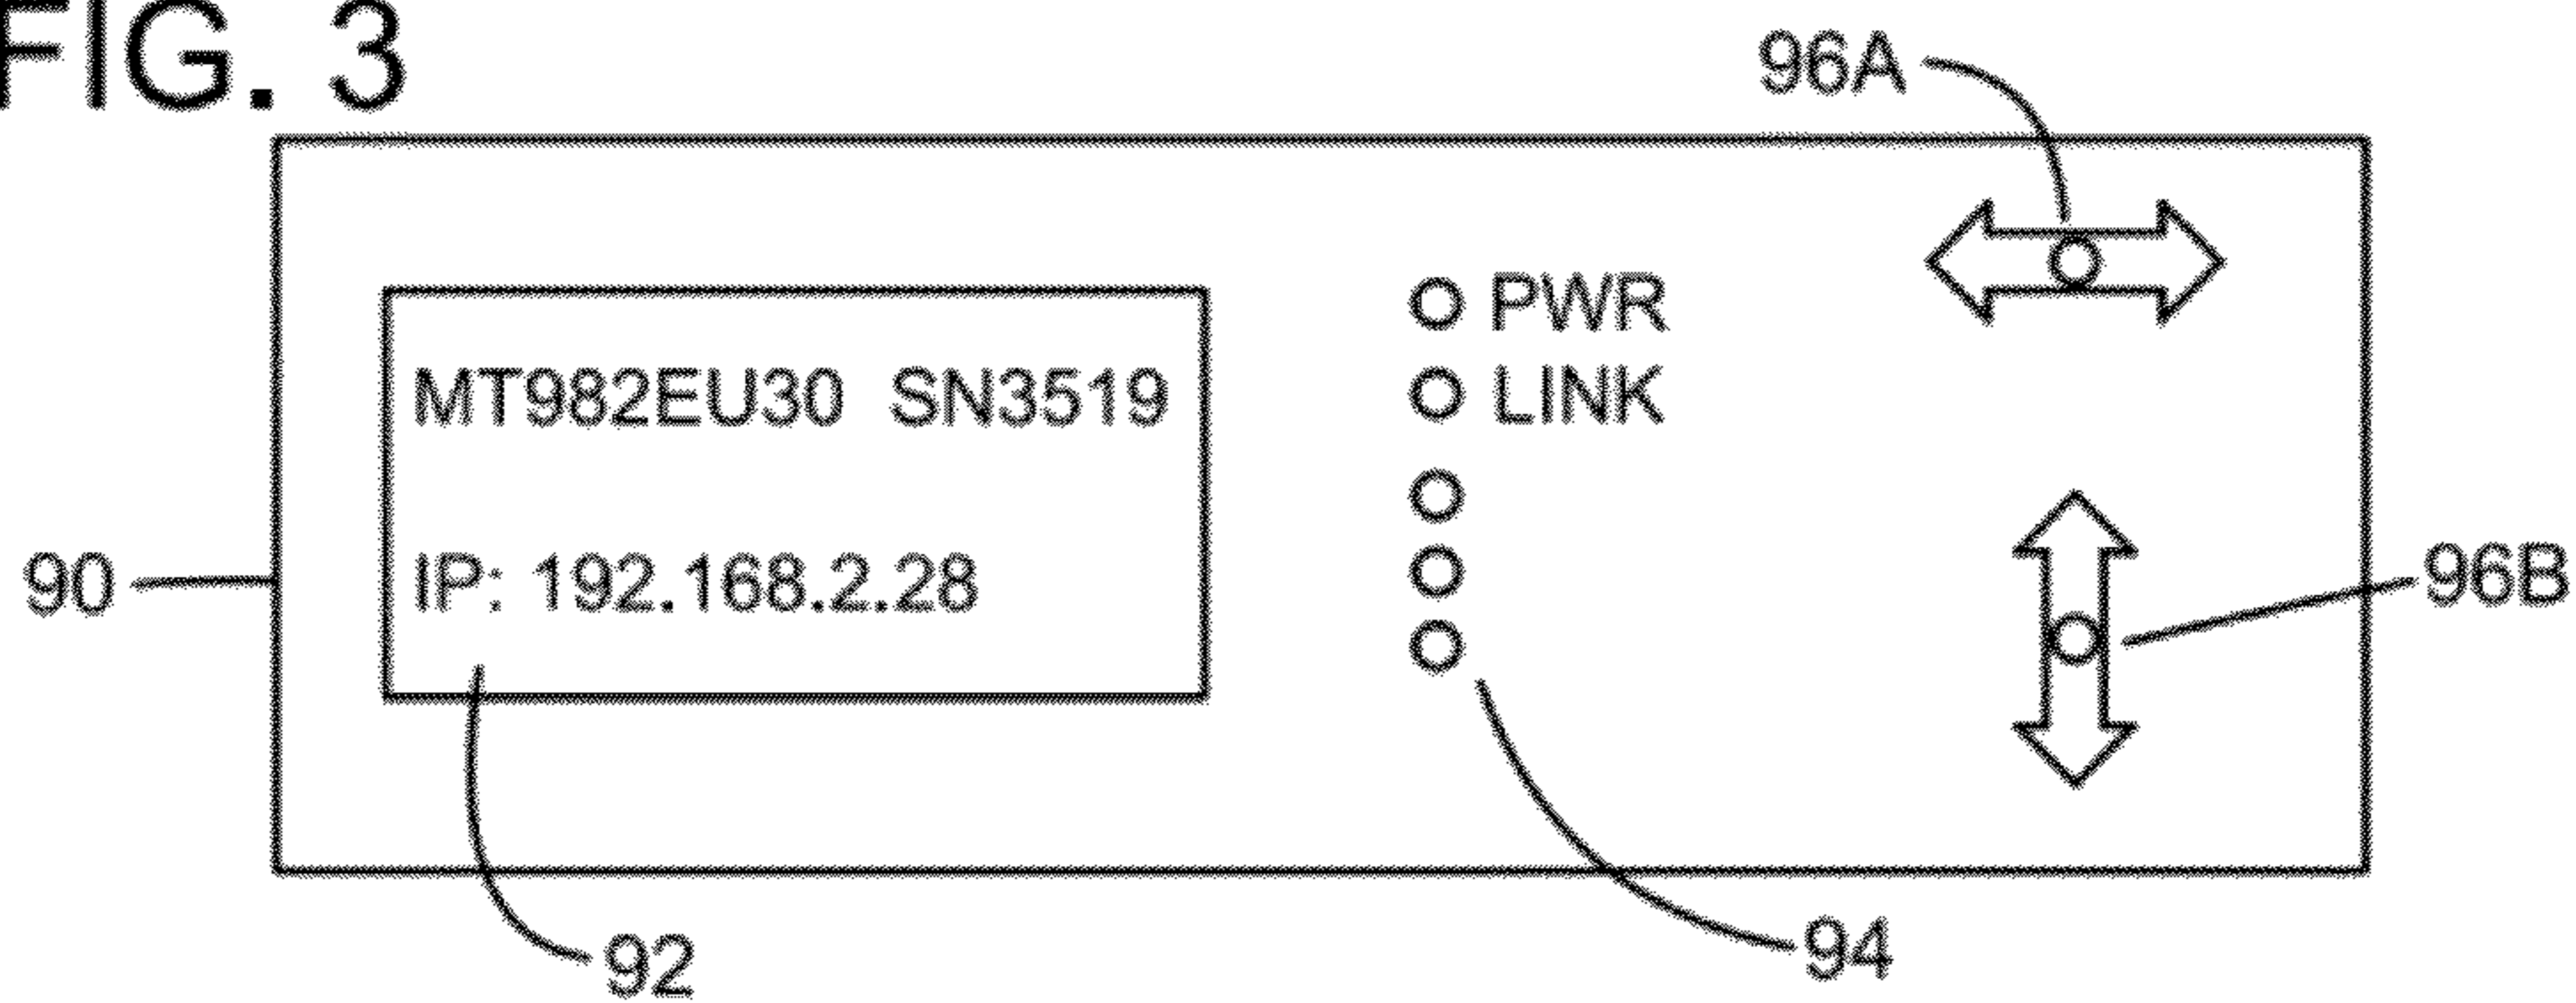 FIG. 3
96A
PWR
MT982EU30 SN3519
LINK
90
IP: 192.168.2.28
96B
92
94